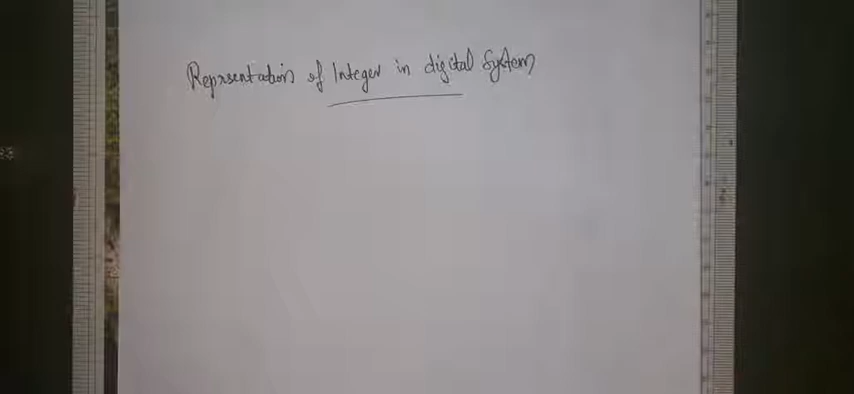 Representation of Integer in digital System